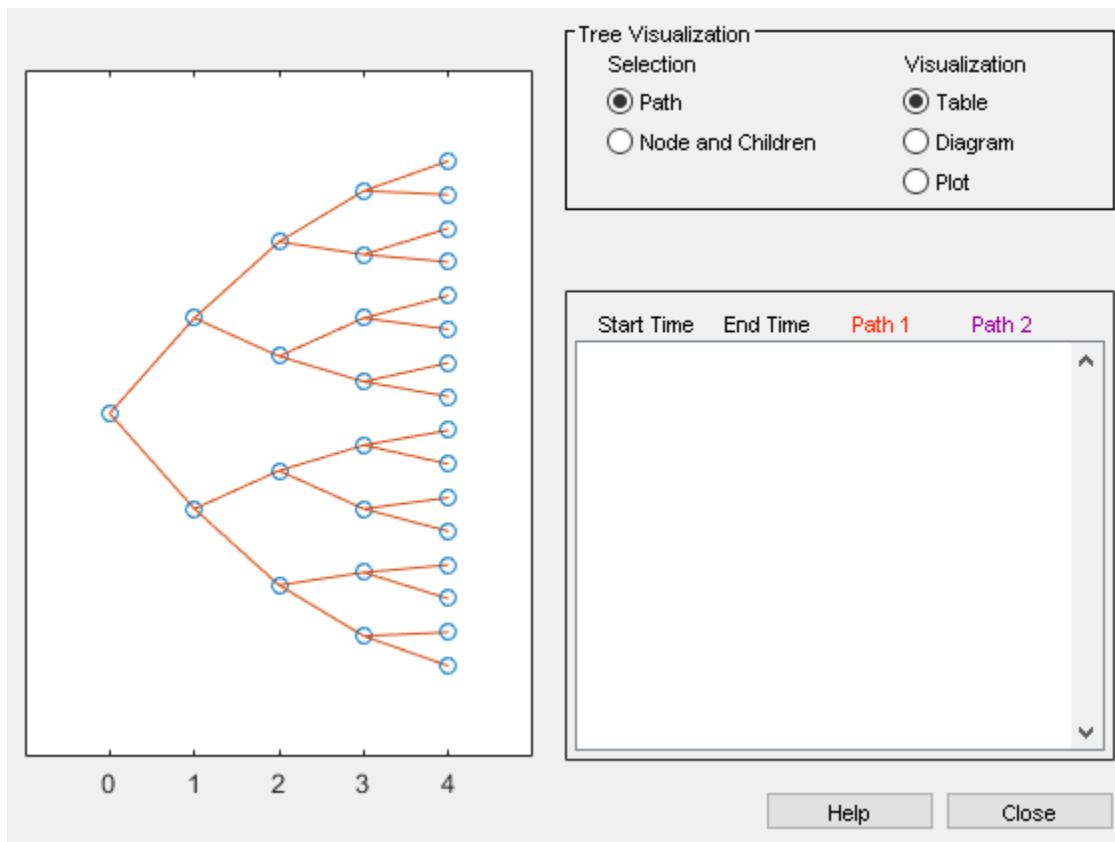 Tree Visualization
Selection
Visualization
Path
Table
Node and Children
Diagram
Plot
Start Time End Time Path 1 Path 2
0 1 2 3 4
Help
Close